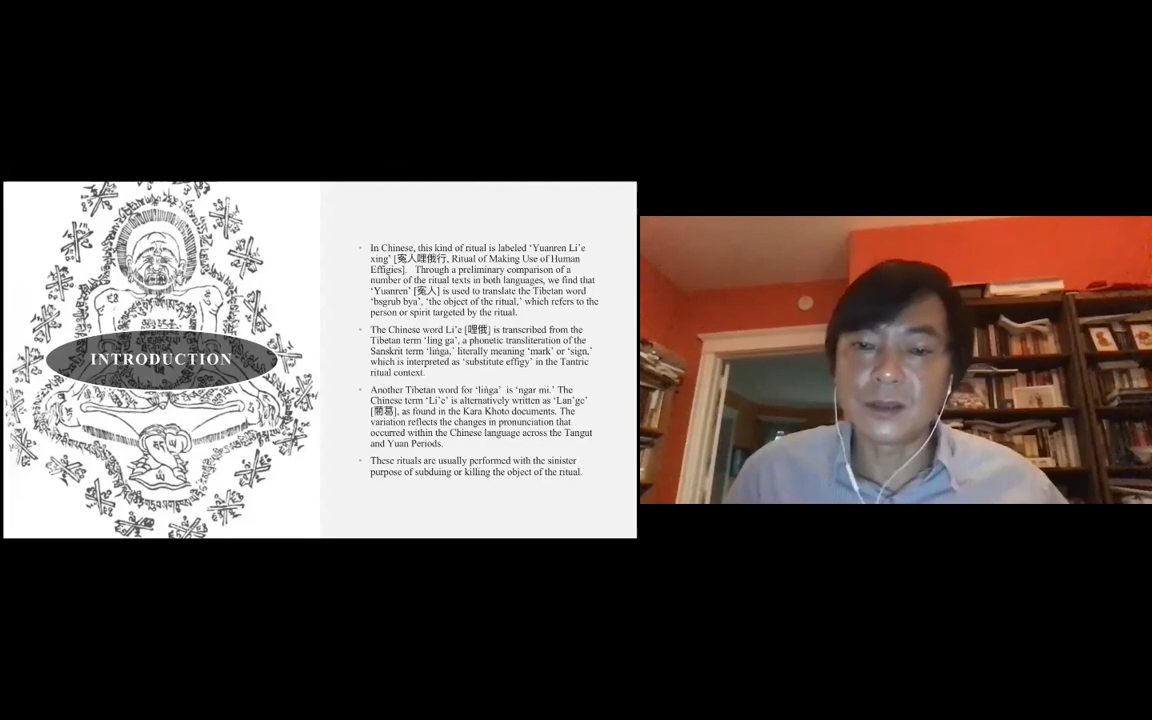 INTRODUCTION
In Chinese, this kind of ritual is labeled ‘Yuanren Li’e
xing’ [冤人哩俄行, Ritual of Making Use of Human
Effigies]. Through a preliminary comparison of a
number of the ritual texts in both languages, we find that
‘Yuanren’ [冤人] is used to translate the Tibetan word
‘bsgrub bya’, ‘the object of the ritual,’ which refers to the
person or spirit targeted by the ritual.
The Chinese word Li’e [哩俄] is transcribed from the
Tibetan term ‘ling ga’, a phonetic transliteration of the
Sanskrit term ‘liṅga,’ literally meaning ‘mark’ or ‘sign,’
which is interpreted as ‘substitute effigy’ in the Tantric
ritual context.
Another Tibetan word for ‘liṅga’ is ‘ngar mi.’ The
Chinese term ‘Li’e’ is alternatively written as ‘Lan’ge’
[葛], as found in the Kara Khoto documents. The
variation reflects the changes in pronunciation that
occurred within the Chinese language across the Tangut
and Yuan Periods.
These rituals are usually performed with the sinister
purpose of subduing or killing the object of the ritual.